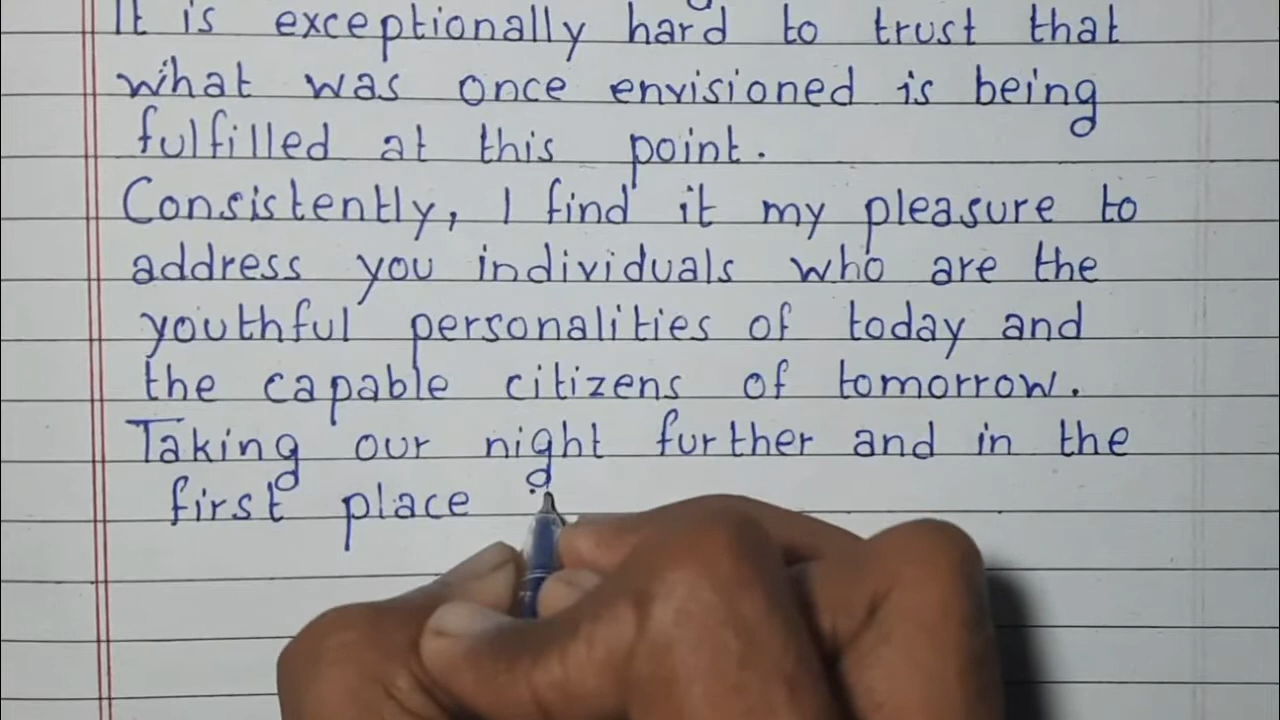 It is exceptionally hard to trust that
what was once envisioned is being
fulfilled at this point.
Consistently, I find it my pleasure to
address you individuals who are the
youthful personalities of today and
the capable citizens of tomorrow.
Taking our night further and in the
first place